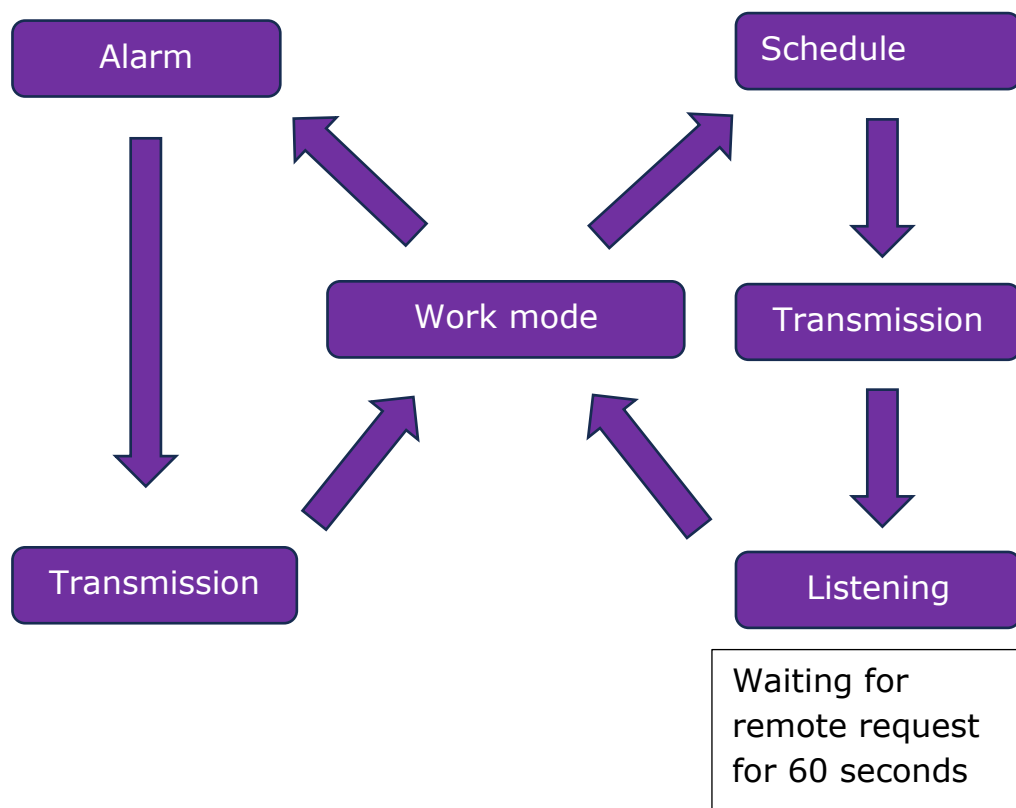 Alarm
Schedule
Work mode
Transmission
Transmission
Listening
Waiting for
remote request
for 60 seconds